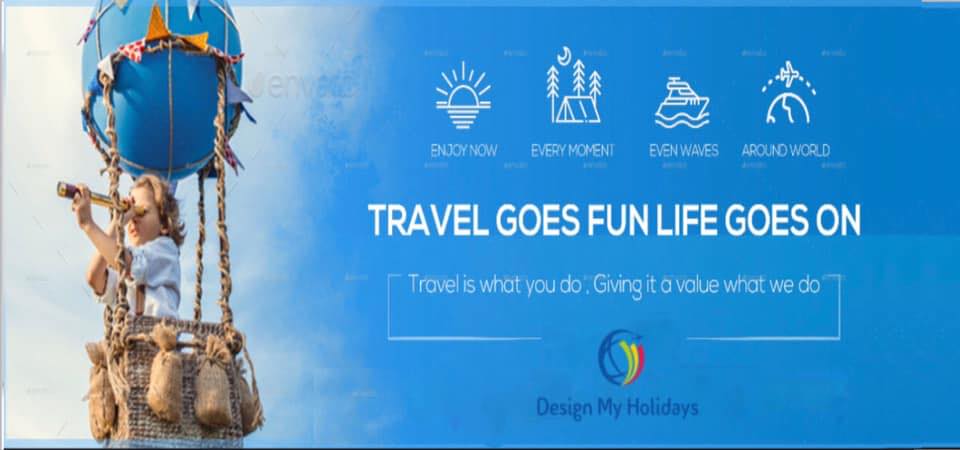 envato
ENJOY NOW
EVERY MOMENT
EVEN WAVES
AROUND WORLD
TRAVEL GOES FUN LIFE GOES ON
Travel is what you do , Giving it a value what we do
Design My Holidays